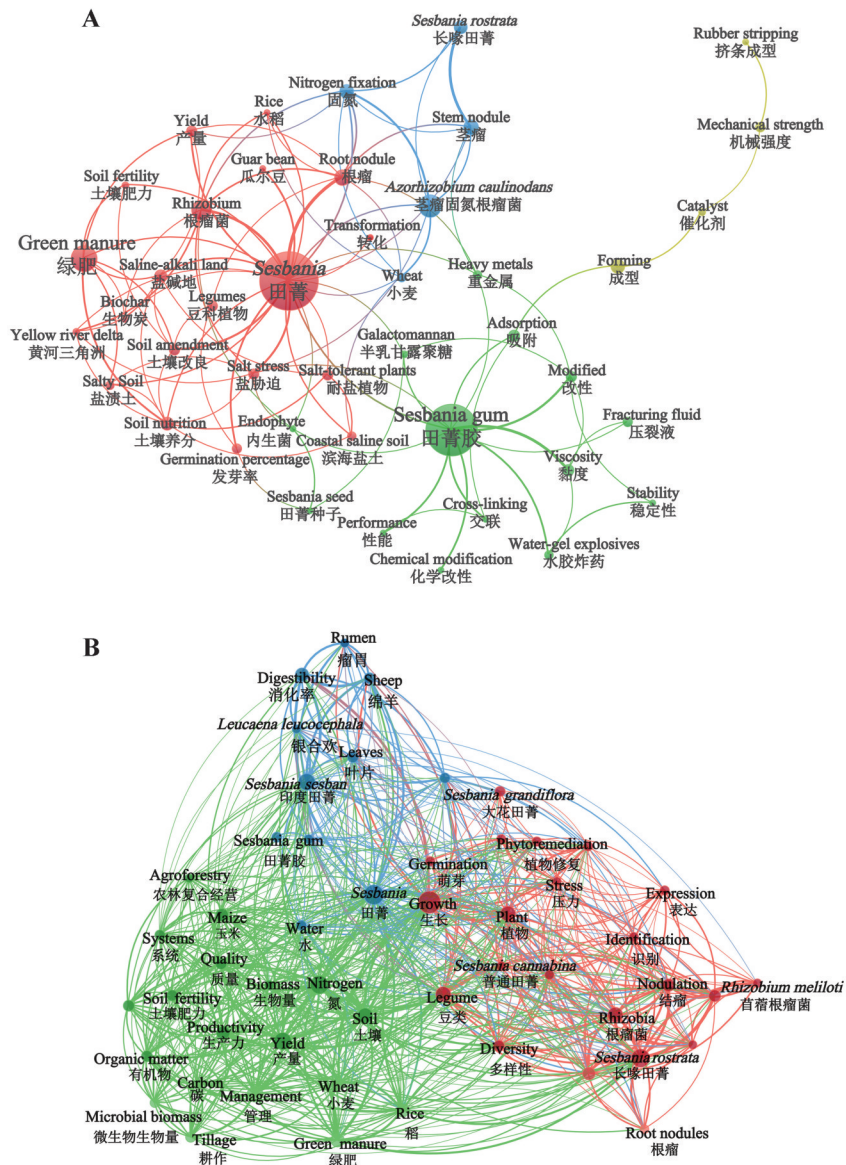 A
Sesbania rostrata
长喙田菁
Rubber stripping
挤条成型
Nitrogen fixation
固氮
Rice
水稻
Yield
产量
Stem nodule
茎瘤
Mechanical strength
机械强度
Guar bean
瓜尔豆
Root nodule
根瘤
Soil fertility
土壤肥力
Azorhizobium caulinodans
茎瘤固氮根瘤菌
Rhizobium
根瘤菌
Catalyst
催化剂
Transformation
转化
Green manure
绿肥
Sesbania
田菁
Saline-alkali land
盐碱地
Forming
成型
Heavy metals
重金属
Wheat
小麦
Biochar
生物炭
Legumes
豆科植物
Yellow river delta
黄河三角洲
Galactomannan
半乳甘露聚糖
Adsorption
吸附
Soil amendment
土壤改良
Salt stress
盐胁迫
Salt-tolerant plants
耐盐植物
Modified
改性
Salty Soil
盐渍土
Sesbania gum
田菁胶
Fracturing fluid
压裂液
Soil nutrition
土壤养分
Endophyte
内生菌
Coastal saline soil
滨海盐土
Germination percentage
发芽率
Viscosity
黏度
Sesbania seed
田菁种子
Cross-linking
交联
Stability
稳定性
Performance
性能
Water-gel explosives
水胶炸药
Chemical modification
化学改性
B
Rumen
瘤胃
Digestibility
消化率
Sheep
绵羊
Leucaena leucocephala
银合欢
Leaves
叶片
Sesbania sesban
印度田菁
Sesbania grandiflora
大花田菁
Sesbania gum
田菁胶
Phytoremediation
植物修复
Germination
萌芽
Agroforestry
农林复合经营
Stress
压力
Sesbania
田菁
Growth
生长
Expression
表达
Maize
玉米
Plant
植物
Water
水
Systems
系统
Identification
识别
Quality
质量
Sesbania cannabina
普通田菁
Biomass
生物量
Nitrogen
氮
Nodulation
结瘤
Rhizobium meliloti
苜蓿根瘤菌
Legume
豆类
Soil fertility
土壤肥力
Soil
土壤
Rhizobia
根瘤菌
Productivity
生产力
Yield
产量
Diversity
多样性
Organic matter
有机物
Sesbania rostrata
长喙田菁
Carbon
碳
Management
管理
Wheat
小麦
Microbial biomass
微生物生物量
Rice
稻
Tillage
耕作
Green manure
绿肥
Root nodules
根瘤